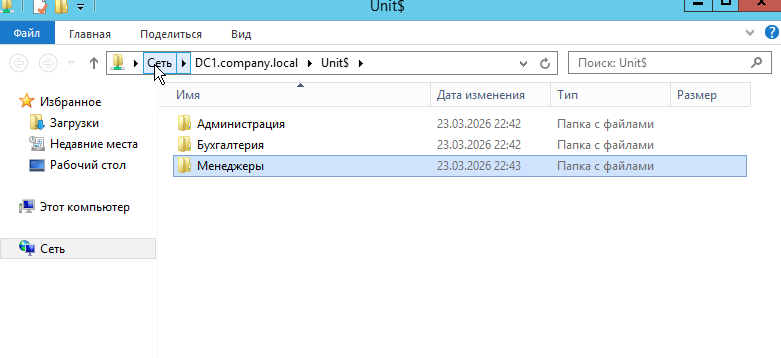 Unit$
Файл Главная Поделиться Вид
Сеть DC1.company.local Unit$ Поиск: Unit$
Имя Дата изменения Тип Размер
Избранное
Загрузки
Недавние места
Рабочий стол
Этот компьютер
Сеть
Администрация 23.03.2026 22:42 Папка с файлами
Бухгалтерия 23.03.2026 22:42 Папка с файлами
Менеджеры 23.03.2026 22:43 Папка с файлами